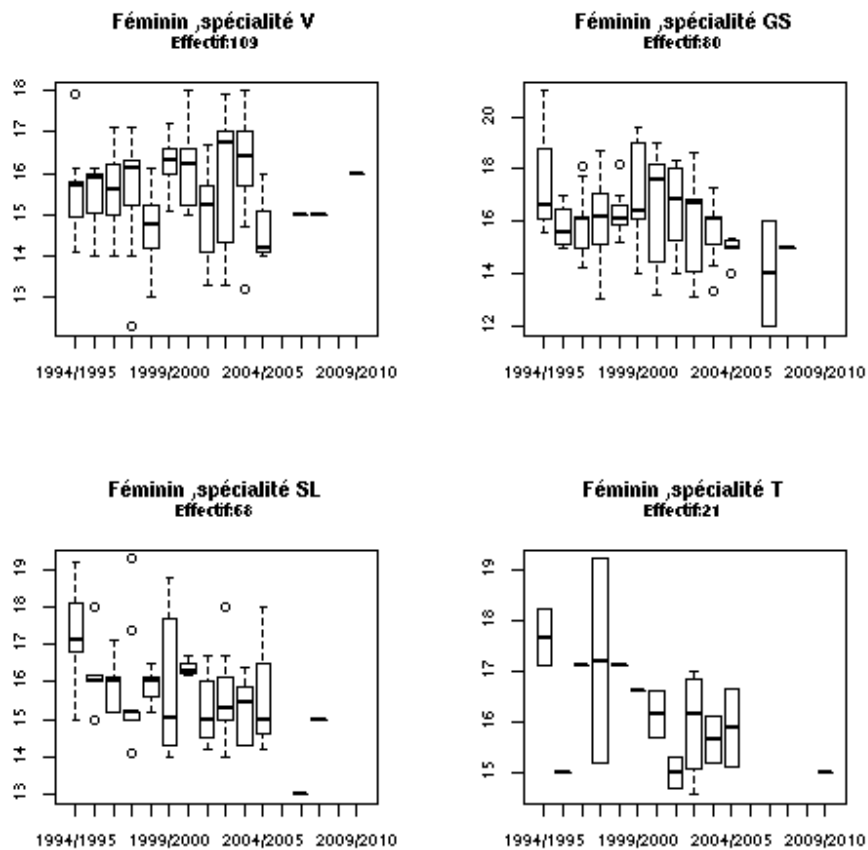 Féminin ,spécialité V
Effectif:109
18
17
16
15
14
13
1994/1995 1999/2000 2004/2005 2009/2010
Féminin ,spécialité GS
Effectif:80
20
18
16
14
12
1994/1995 1999/2000 2004/2005 2009/2010
Féminin ,spécialité SL
Effectif:68
19
18
17
16
15
14
13
1994/1995 1999/2000 2004/2005 2009/2010
Féminin ,spécialité T
Effectif:21
19
18
17
16
15
1994/1995 1999/2000 2004/2005 2009/2010